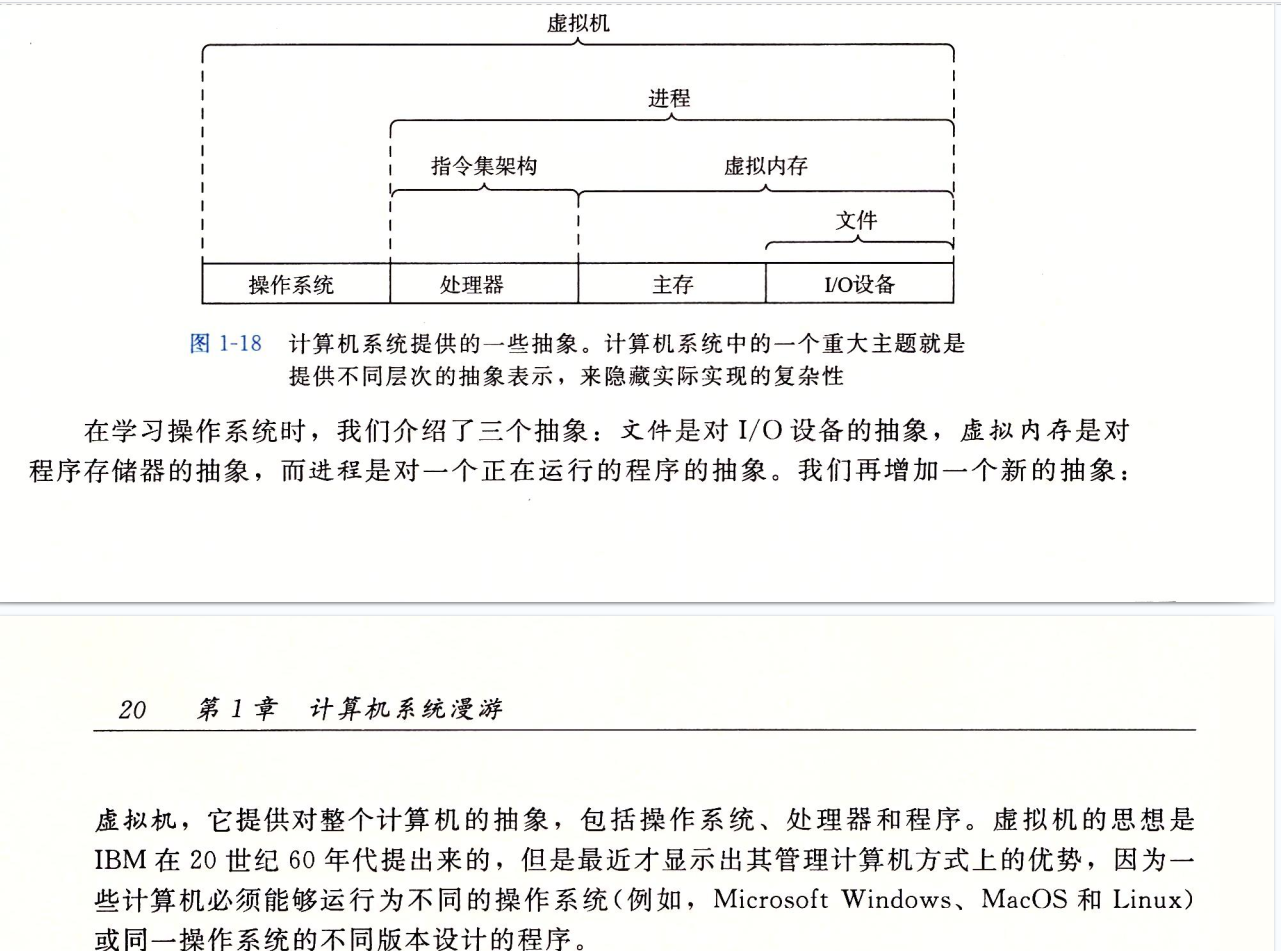 虚拟机
进程
指令集架构 虚拟内存
文件
操作系统 处理器 主存 I/O设备
图 1-18 计算机系统提供的一些抽象。计算机系统中的一个重大主题就是
提供不同层次的抽象表示，来隐藏实际实现的复杂性
在学习操作系统时，我们介绍了三个抽象：文件是对 I/O 设备的抽象，虚拟内存是对
程序存储器的抽象，而进程是对一个正在运行的程序的抽象。我们再增加一个新的抽象：
20 第 1 章 计算机系统漫游
虚拟机，它提供对整个计算机的抽象，包括操作系统、处理器和程序。虚拟机的思想是
IBM 在 20 世纪 60 年代提出来的，但是最近才显示出其管理计算机方式上的优势，因为一
些计算机必须能够运行为不同的操作系统(例如，Microsoft Windows、MacOS 和 Linux)
或同一操作系统的不同版本设计的程序。